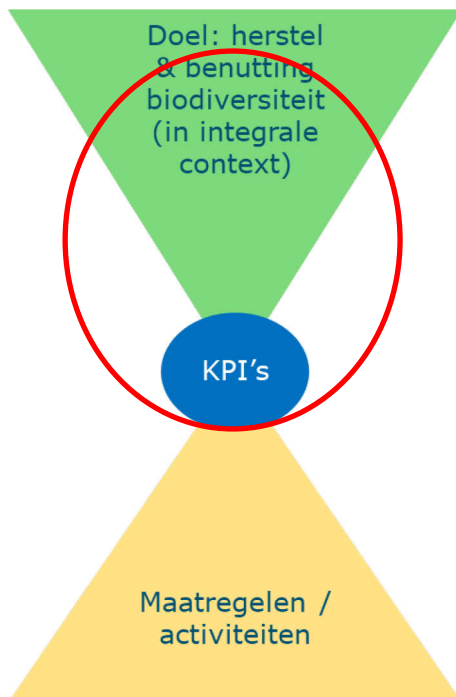 Doel: herstel
& benutting
biodiversiteit
(in integrale
context)
KPI's
Maatregelen /
activiteiten